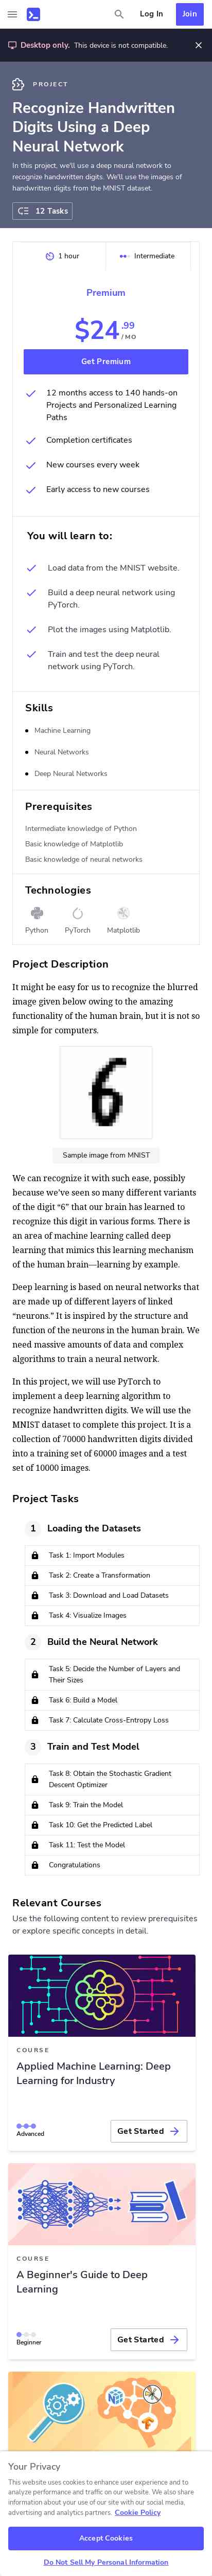 Log In
Join
Desktop only. This device is not compatible.
PROJECT
Recognize Handwritten
Digits Using a Deep
Neural Network
In this project, we'll use a deep neural network to
recognize handwritten digits. We'll use the images of
handwritten digits from the MNIST dataset.
12 Tasks
1 hour
Intermediate
Premium
$24.99
/ MO
Get Premium
12 months access to 140 hands-on
Projects and Personalized Learning
Paths
Completion certificates
New courses every week
Early access to new courses
You will learn to:
Load data from the MNIST website.
Build a deep neural network using
PyTorch.
Plot the images using Matplotlib.
Train and test the deep neural
network using PyTorch.
Skills
Machine Learning
Neural Networks
Deep Neural Networks
Prerequisites
Intermediate knowledge of Python
Basic knowledge of Matplotlib
Basic knowledge of neural networks
Technologies
Python
PyTorch
Matplotlib
Project Description
It might be easy for us to recognize the blurred
image given below owing to the amazing
functionality of the human brain, but it is not so
simple for computers.
6
Sample image from MNIST
We can recognize it with such ease, possibly
because we've seen so many different variants
of the digit “6” that our brain has learned to
recognize the digit in various forms. There is
an area of machine learning called deep
learning that mimics this learning mechanism
of the human brain—learning by example.
Deep learning is based on neural networks that
are made up of different layers of linked
“neurons.” It is inspired by the structure and
function of the neurons in the human brain. We
need massive amounts of data and complex
algorithms to train a neural network.
In this project, we will use PyTorch to
implement a deep learning algorithm to
recognize handwritten digits. We will use the
MNIST dataset to complete this project. It is a
collection of 70000 handwritten digits divided
into a training set of 60000 images and a test
set of 10000 images.
Project Tasks
1
Loading the Datasets
Task 1: Import Modules
Task 2: Create a Transformation
Task 3: Download and Load Datasets
Task 4: Visualize Images
2
Build the Neural Network
Task 5: Decide the Number of Layers and
Their Sizes
Task 6: Build a Model
Task 7: Calculate Cross-Entropy Loss
3
Train and Test Model
Task 8: Obtain the Stochastic Gradient
Descent Optimizer
Task 9: Train the Model
Task 10: Get the Predicted Label
Task 11: Test the Model
Congratulations
Relevant Courses
Use the following content to review prerequisites
or explore specific concepts in detail.
COURSE
Applied Machine Learning: Deep
Learning for Industry
Advanced
Get Started
COURSE
A Beginner's Guide to Deep
Learning
Beginner
Get Started
Your Privacy
This website uses cookies to enhance user experience and to
analyze performance and traffic on our website. We also share
information about your use of our site with our social media,
advertising and analytics partners. Cookie Policy
Accept Cookies
Do Not Sell My Personal Information